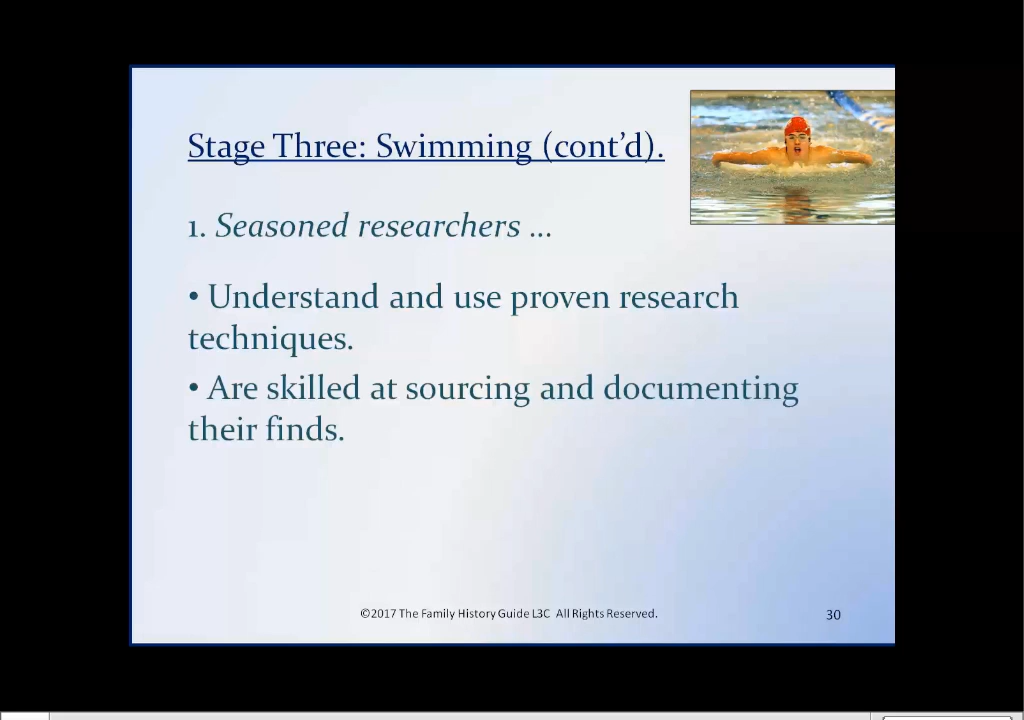 Stage Three: Swimming (cont’d).
1. Seasoned researchers ...
• Understand and use proven research
techniques.
• Are skilled at sourcing and documenting
their finds.
©2017 The Family History Guide L3C All Rights Reserved.
30